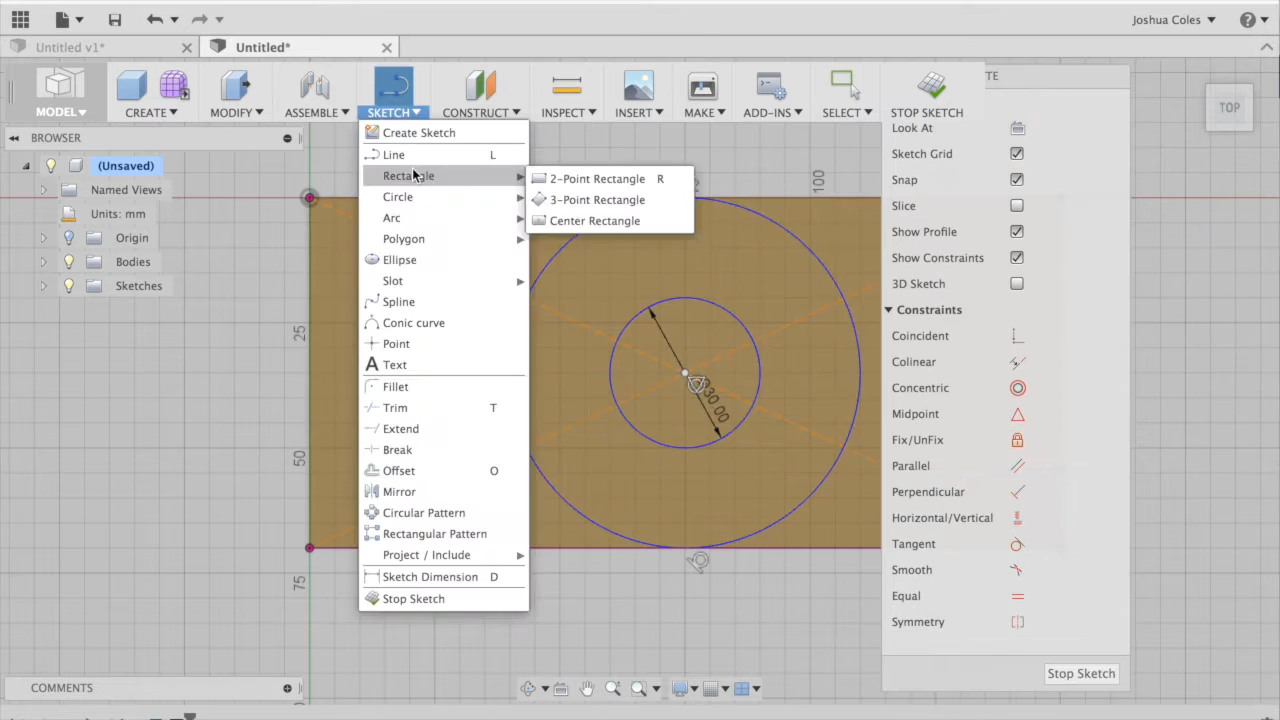 Joshua Coles
Untitled v1*
Untitled*
MODEL
CREATE
MODIFY
ASSEMBLE
SKETCH
CONSTRUCT
INSPECT
INSERT
MAKE
ADD-INS
SELECT
STOP SKETCH
TE
TOP
BROWSER
(Unsaved)
Named Views
Units: mm
Origin
Bodies
Sketches
Create Sketch
Line L
Rectangle
Circle
Arc
Polygon
Ellipse
Slot
Spline
Conic curve
Point
A Text
Fillet
Trim T
Extend
Break
Offset O
Mirror
Circular Pattern
Rectangular Pattern
Project / Include
Sketch Dimension D
Stop Sketch
2-Point Rectangle R
3-Point Rectangle
Center Rectangle
100
25
50
75
Ø30.00
Look At
Sketch Grid
Snap
Slice
Show Profile
Show Constraints
3D Sketch
Constraints
Coincident
Colinear
Concentric
Midpoint
Fix/UnFix
Parallel
Perpendicular
Horizontal/Vertical
Tangent
Smooth
Equal
Symmetry
Stop Sketch
COMMENTS